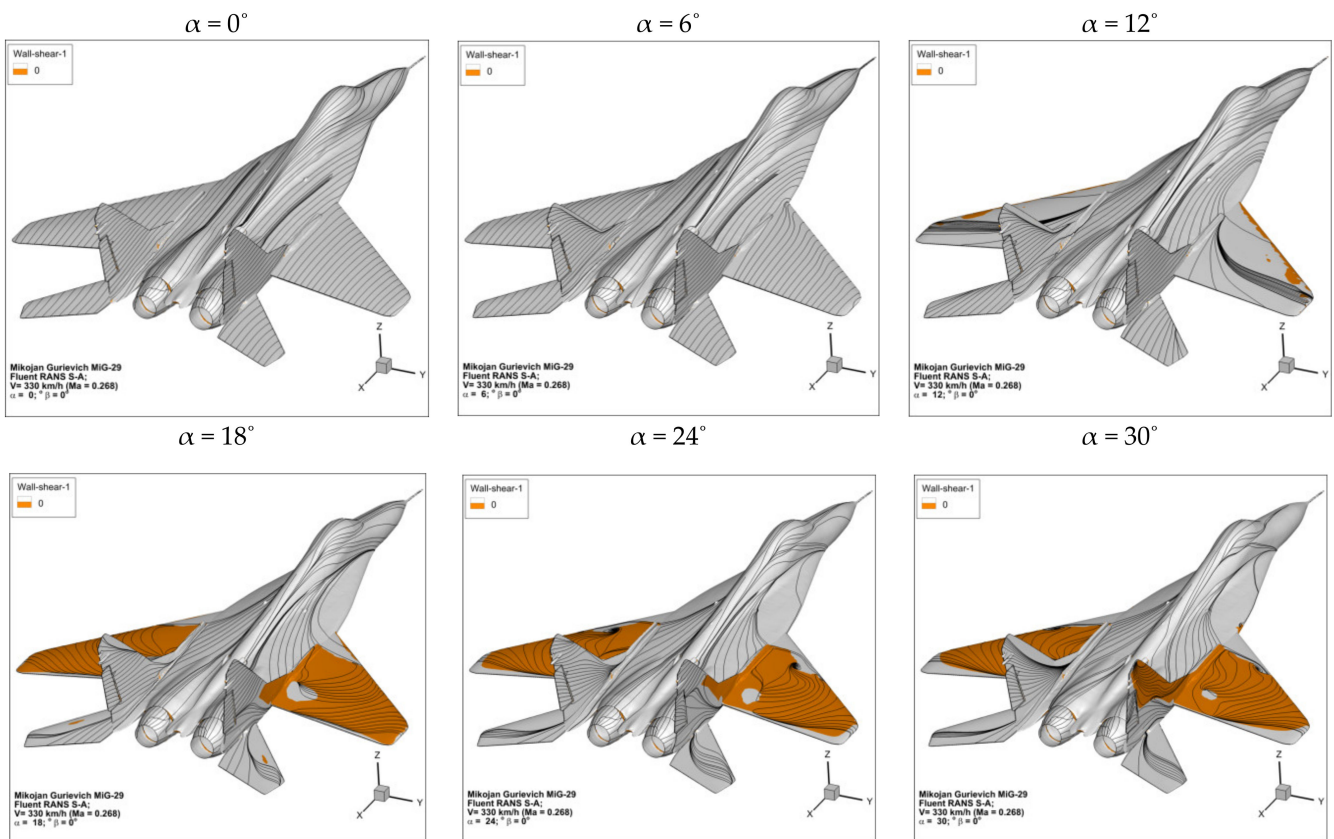 α = 0°
α = 6°
α = 12°
Wall-shear-1
0
Z
Y
X
Mikojan Gurievich MiG-29
Fluent RANS S-A;
V= 330 km/h (Ma = 0.268)
α = 0; ° β = 0°
Wall-shear-1
0
Z
Y
X
Mikojan Gurievich MiG-29
Fluent RANS S-A;
V= 330 km/h (Ma = 0.268)
α = 6; ° β = 0°
Wall-shear-1
0
Z
Y
X
Mikojan Gurievich MiG-29
Fluent RANS S-A;
V= 330 km/h (Ma = 0.268)
α = 12; ° β = 0°
α = 18°
α = 24°
α = 30°
Wall-shear-1
0
Z
Y
X
Mikojan Gurievich MiG-29
Fluent RANS S-A;
V= 330 km/h (Ma = 0.268)
α = 18; ° β = 0°
Wall-shear-1
0
Z
Y
X
Mikojan Gurievich MiG-29
Fluent RANS S-A;
V= 330 km/h (Ma = 0.268)
α = 24; ° β = 0°
Wall-shear-1
0
Z
Y
X
Mikojan Gurievich MiG-29
Fluent RANS S-A;
V= 330 km/h (Ma = 0.268)
α = 30; ° β = 0°